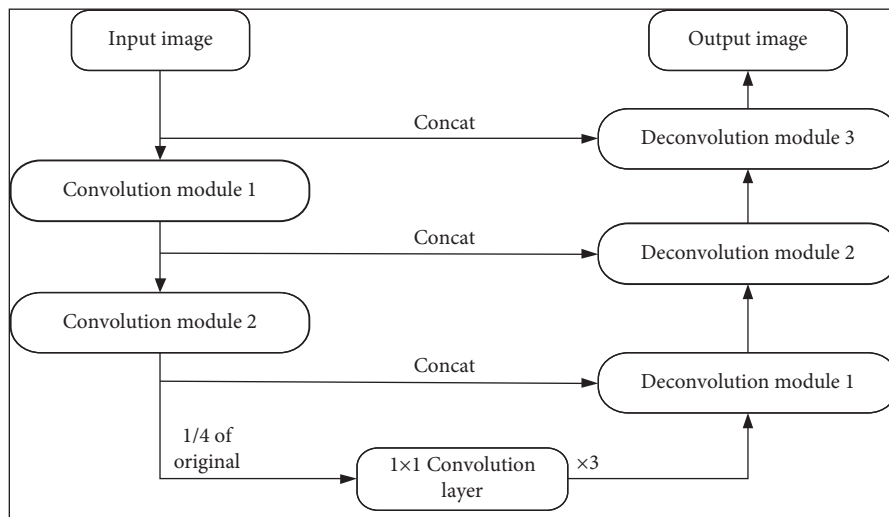 Input image
Output image
Concat
Deconvolution module 3
Convolution module 1
Concat
Deconvolution module 2
Convolution module 2
Concat
Deconvolution module 1
1/4 of
original
1×1 Convolution
layer
×3